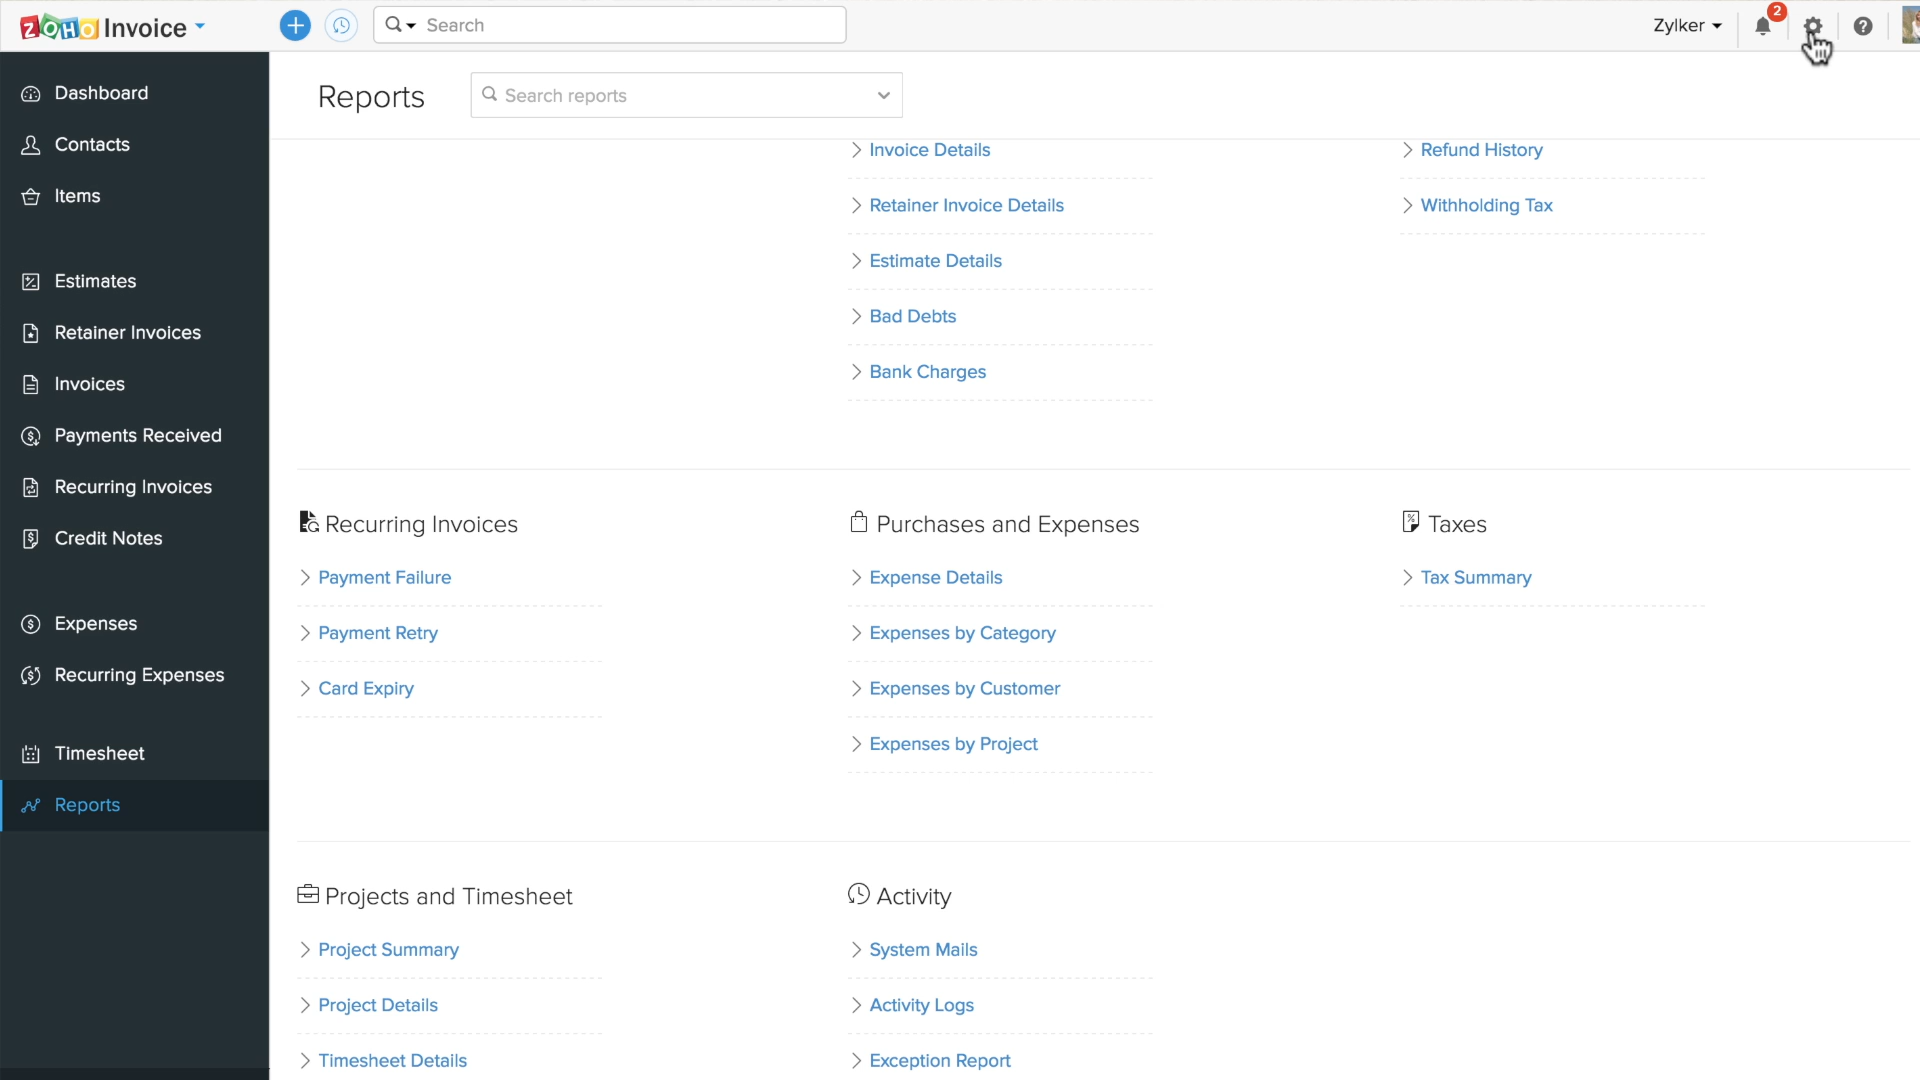 ZOHO Invoice
Search
Zylker
2
Dashboard
Contacts
Items
Estimates
Retainer Invoices
Invoices
Payments Received
Recurring Invoices
Credit Notes
Expenses
Recurring Expenses
Timesheet
Reports
Reports
Search reports
Invoice Details
Retainer Invoice Details
Estimate Details
Bad Debts
Bank Charges
Refund History
Withholding Tax
Recurring Invoices
Payment Failure
Payment Retry
Card Expiry
Purchases and Expenses
Expense Details
Expenses by Category
Expenses by Customer
Expenses by Project
Taxes
Tax Summary
Projects and Timesheet
Project Summary
Project Details
Timesheet Details
Activity
System Mails
Activity Logs
Exception Report